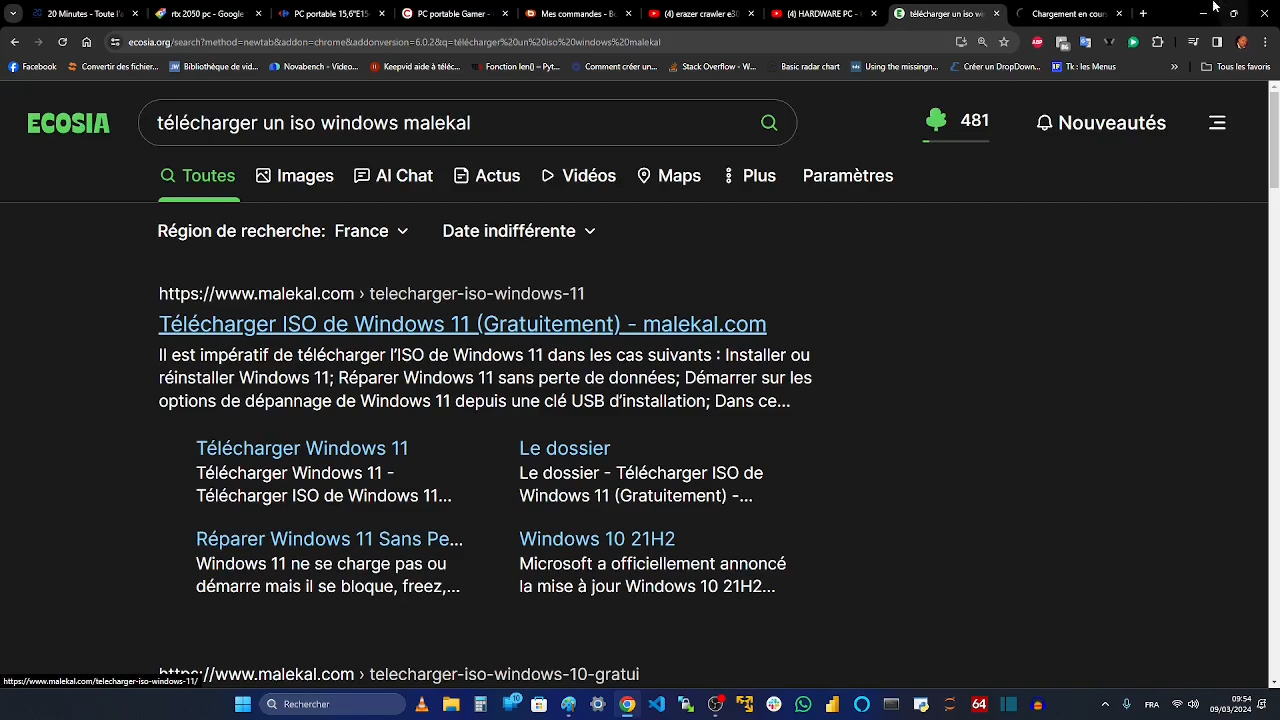 20 Minutes - Toute l'
rtx 2050 pc - Google
PC portable 15,6"E15
PC portable Gamer -
Mes commandes - Bo
(4) erazer crawler e30
(4) HARDWARE PC -
télécharger un iso wi
Chargement en cours
ecosia.org/search?method=newtab&addon=chrome&addonversion=6.0.2&q=télécharger%20un%20iso%20windows%20malekal
Facebook
Convertir des fichier...
Bibliothèque de vid...
Novabench - Video...
Keepvid aide à téléc...
Fonction len() – Pyt...
Comment créer un...
Stack Overflow - W...
Basic radar chart
Using the missingn...
Créer un DropDown...
Tk : les Menus
»
Tous les favoris
ECOSIA
télécharger un iso windows malekal
481
Nouveautés
Toutes
Images
AI Chat
Actus
Vidéos
Maps
Plus
Paramètres
Région de recherche: France
Date indifférente
https://www.malekal.com › telecharger-iso-windows-11
Télécharger ISO de Windows 11 (Gratuitement) - malekal.com
Il est impératif de télécharger l'ISO de Windows 11 dans les cas suivants : Installer ou
réinstaller Windows 11; Réparer Windows 11 sans perte de données; Démarrer sur les
options de dépannage de Windows 11 depuis une clé USB d'installation; Dans ce...
Télécharger Windows 11
Télécharger Windows 11 -
Télécharger ISO de Windows 11...
Le dossier
Le dossier - Télécharger ISO de
Windows 11 (Gratuitement) -...
Réparer Windows 11 Sans Pe...
Windows 11 ne se charge pas ou
démarre mais il se bloque, freez,...
Windows 10 21H2
Microsoft a officiellement annoncé
la mise à jour Windows 10 21H2...
https://www.malekal.com › telecharger-iso-windows-10-gratui
https://www.malekal.com/telecharger-iso-windows-11/
Rechercher
10
64
FRA
09:54
09/03/2024